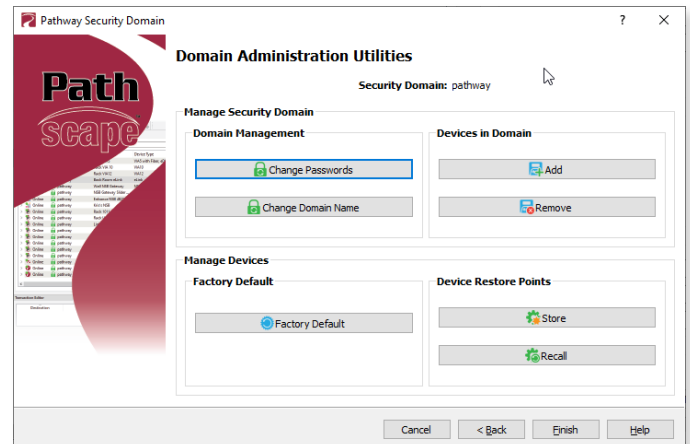 Pathway Security Domain
?
Path
scape
Domain Administration Utilities
Security Domain: pathway
Manage Security Domain
Domain Management
Change Passwords
Change Domain Name
Devices in Domain
Add
Remove
Manage Devices
Factory Default
Factory Default
Device Restore Points
Store
Recall
Cancel
< Back
Finish
Help